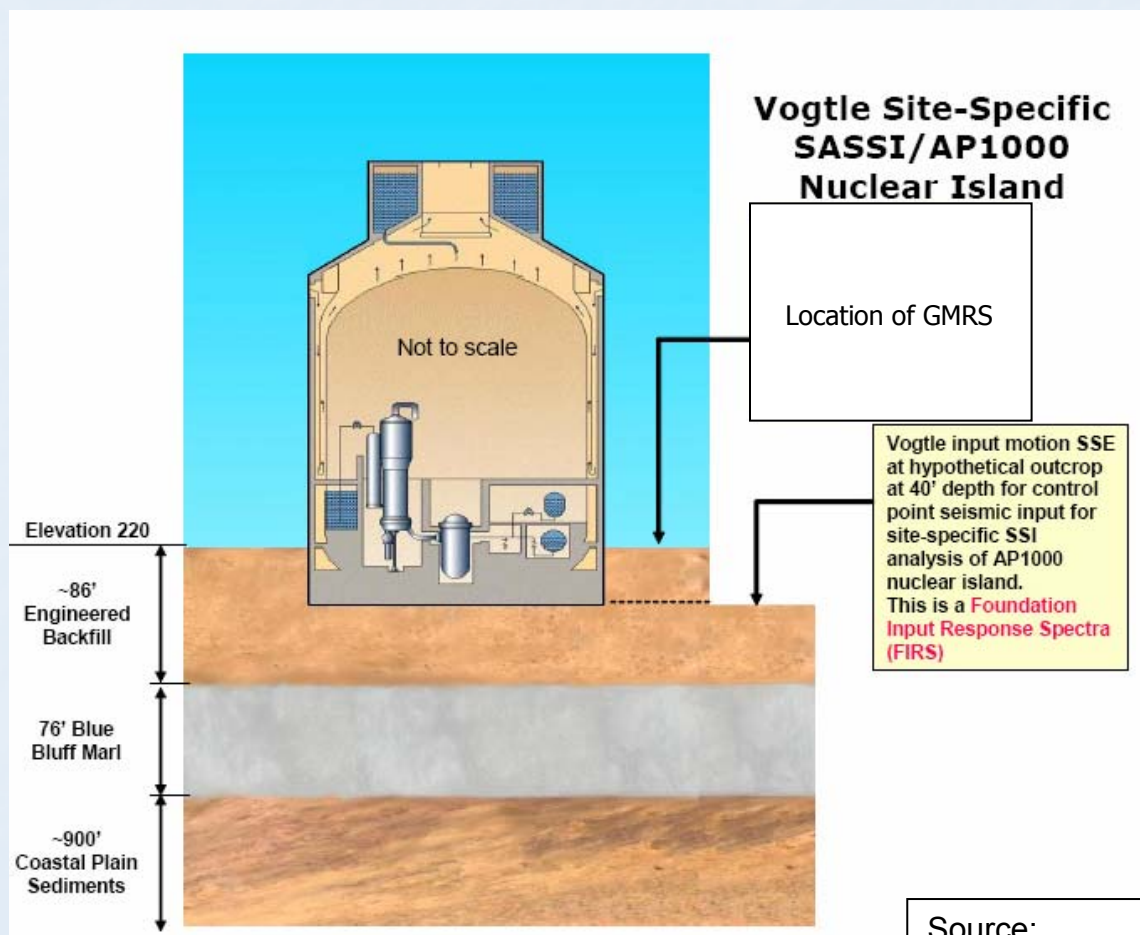 Vogtle Site-Specific
SASSI/AP1000
Nuclear Island
Location of GMRS
Not to scale
Vogtle input motion SSE
at hypothetical outcrop
at 40' depth for control
point seismic input for
site-specific SSI
analysis of AP1000
nuclear island.
This is a Foundation
Input Response Spectra
(FIRS)
Elevation 220
~86'
Engineered
Backfill
76' Blue
Bluff Marl
~900'
Coastal Plain
Sediments
Source: